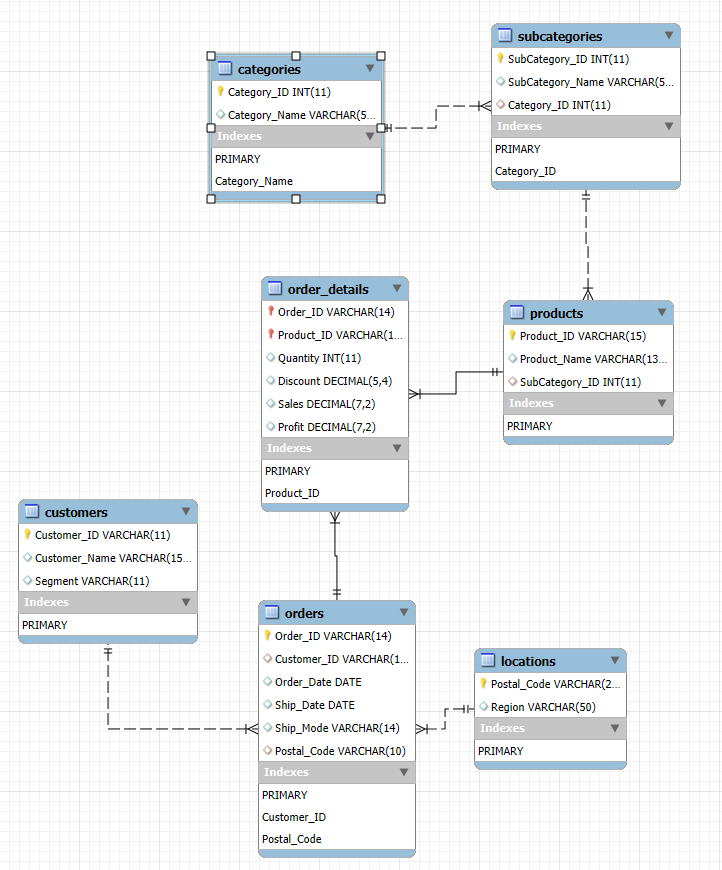 categories
Category_ID INT(11)
Category_Name VARCHAR(5...
Indexes
PRIMARY
Category_Name
subcategories
SubCategory_ID INT(11)
SubCategory_Name VARCHAR(5...
Category_ID INT(11)
Indexes
PRIMARY
Category_ID
order_details
Order_ID VARCHAR(14)
Product_ID VARCHAR(1...
Quantity INT(11)
Discount DECIMAL(5,4)
Sales DECIMAL(7,2)
Profit DECIMAL(7,2)
Indexes
PRIMARY
Product_ID
products
Product_ID VARCHAR(15)
Product_Name VARCHAR(13...
SubCategory_ID INT(11)
Indexes
PRIMARY
customers
Customer_ID VARCHAR(11)
Customer_Name VARCHAR(15...
Segment VARCHAR(11)
Indexes
PRIMARY
orders
Order_ID VARCHAR(14)
Customer_ID VARCHAR(1...
Order_Date DATE
Ship_Date DATE
Ship_Mode VARCHAR(14)
Postal_Code VARCHAR(10)
Indexes
PRIMARY
Customer_ID
Postal_Code
locations
Postal_Code VARCHAR(2...
Region VARCHAR(50)
Indexes
PRIMARY